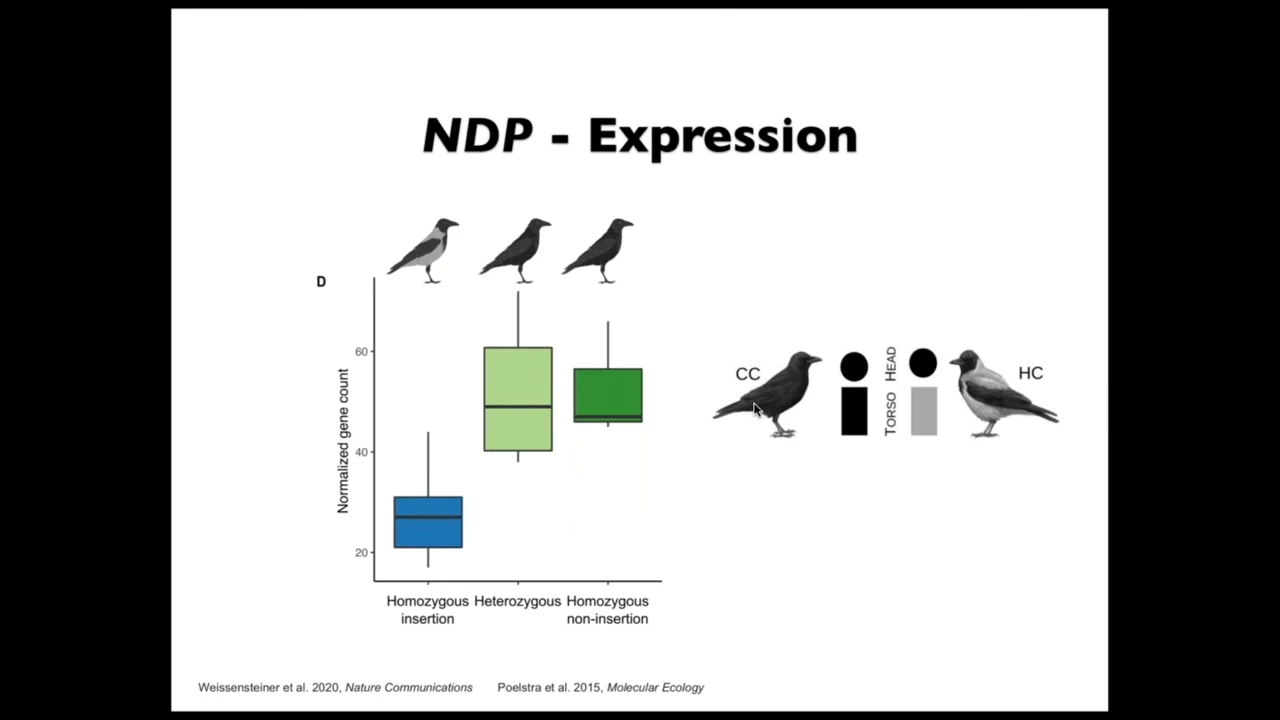 NDP - Expression
D
60
40
20
Normalized gene count
Homozygous insertion
Heterozygous
Homozygous non-insertion
CC
HEAD
TORSO
HC
Weissensteiner et al. 2020, Nature Communications
Poelstra et al. 2015, Molecular Ecology